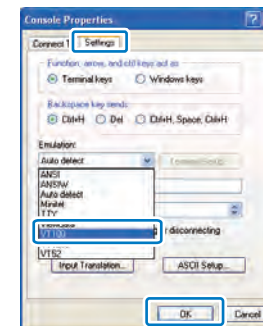 Console Properties
Connect T Settings
Function, arrow, and ctrl keys act as
Terminal keys Windows keys
Backspace key sends
Ctrl+H Del Ctrl+H, Space, Ctrl+H
Emulation:
Auto detect
ANSI
ANSIW
Auto detect
Minitel
TTY
VT100
r disconnecting
VT52
Input Translation... ASCII Setup...
OK Cancel